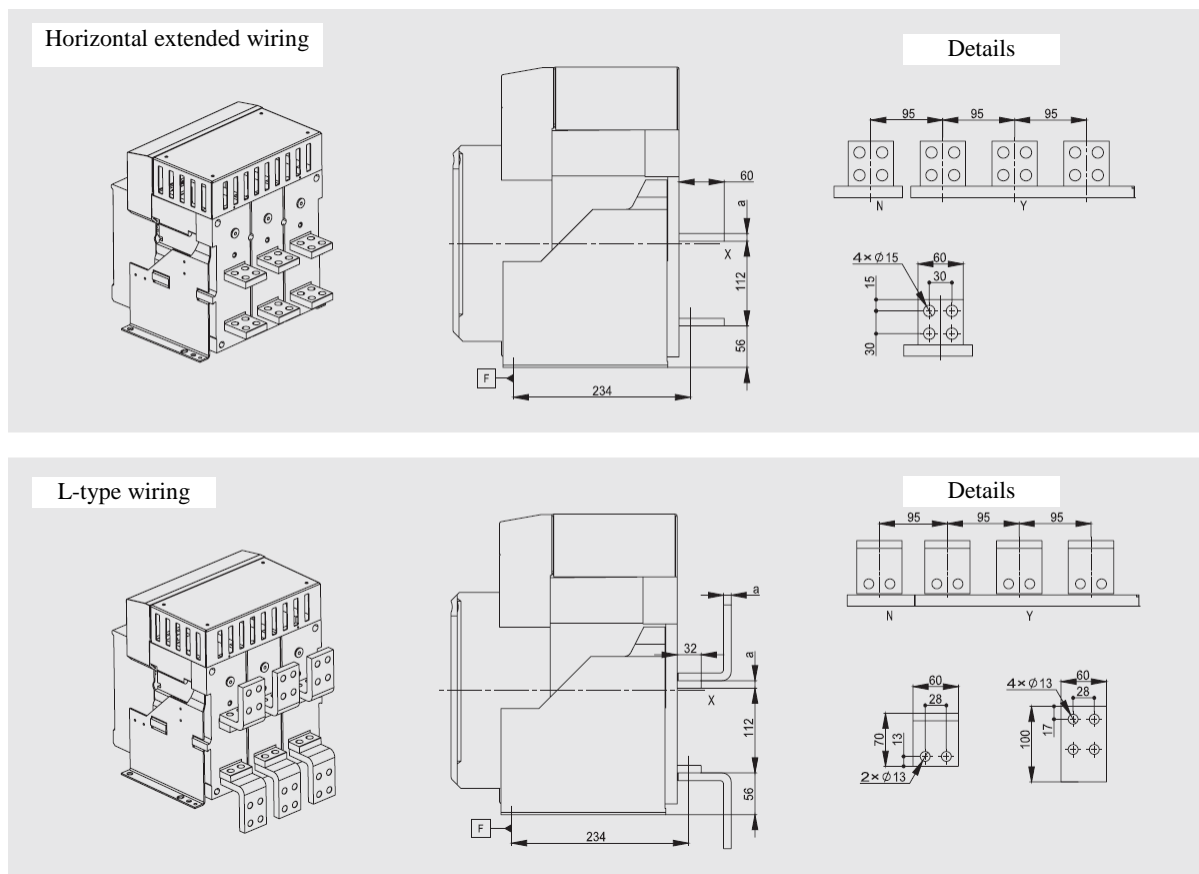 Horizontal extended wiring
Details
60
a
X
112
56
F
234
95 95 95
N Y
4×Ø15 60
30
15
30
L-type wiring
Details
a
32
a
X
112
56
F
234
95 95 95
N Y
60
28
70
13
2×Ø13
60
4×Ø13
28
17
100